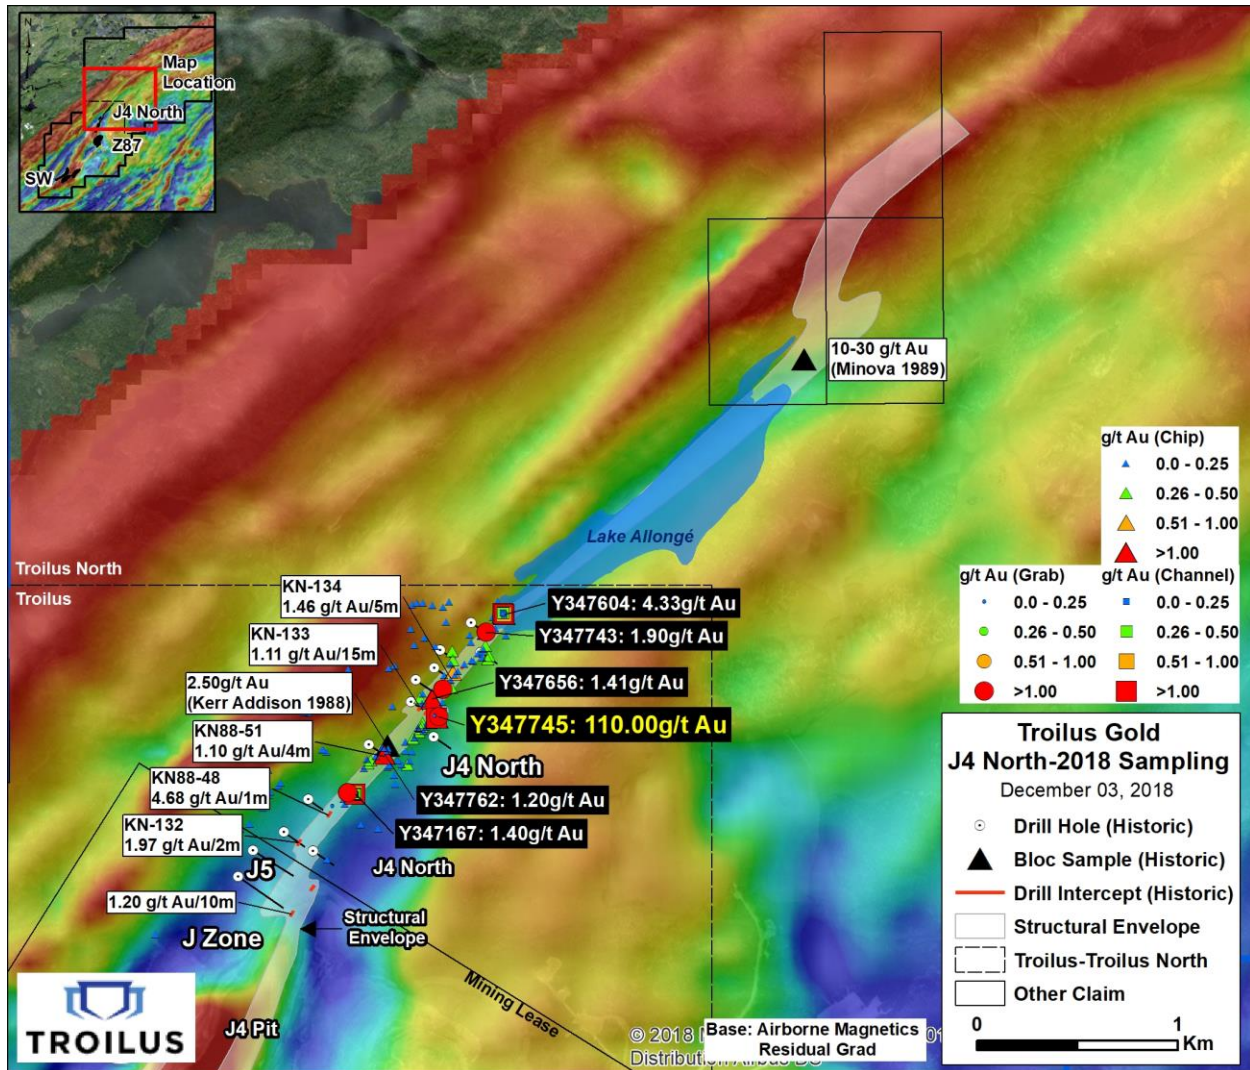 N
Map
Location
J4 North
Z87
SW
10-30 g/t Au
(Minova 1989)
Lake Allongé
Troilus North
Troilus
KN-134
1.46 g/t Au/5m
KN-133
1.11 g/t Au/15m
2.50g/t Au
(Kerr Addison 1988)
KN88-51
1.10 g/t Au/4m
KN88-48
4.68 g/t Au/1m
KN-132
1.97 g/t Au/2m
1.20 g/t Au/10m
Y347604: 4.33g/t Au
Y347743: 1.90g/t Au
Y347656: 1.41g/t Au
Y347745: 110.00g/t Au
J4 North
Y347762: 1.20g/t Au
Y347167: 1.40g/t Au
J4 North
J5
J Zone
Structural
Envelope
Mining Lease
J4 Pit
TROILUS
g/t Au (Chip)
0.0 - 0.25
0.26 - 0.50
0.51 - 1.00
>1.00
g/t Au (Grab)
0.0 - 0.25
0.26 - 0.50
0.51 - 1.00
>1.00
g/t Au (Channel)
0.0 - 0.25
0.26 - 0.50
0.51 - 1.00
>1.00
Troilus Gold
J4 North-2018 Sampling
December 03, 2018
Drill Hole (Historic)
Bloc Sample (Historic)
Drill Intercept (Historic)
Structural Envelope
Troilus-Troilus North
Other Claim
0 1
Km
Base: Airborne Magnetics
Residual Grad
© 2018